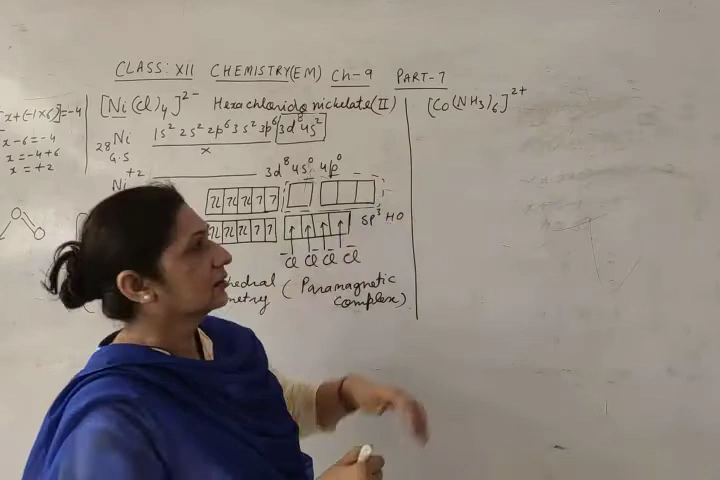 CLASS: XII CHEMISTRY(EM) Ch-9 PART-7
x+(-1×6)]=-4
x-6=-4
x=-4+6
x=+2
[Ni(Cl)4]2- Hexachlorido nickelate(II)
28Ni 1s2 2s2 2p6 3s2 3p6 3d8 4s2
G.S x
Ni+2 3d8 4s0 4p0
sp3 HO
Cl Cl Cl Cl
hedral (Paramagnetic
metry complex)
[Co(NH3)6]2+